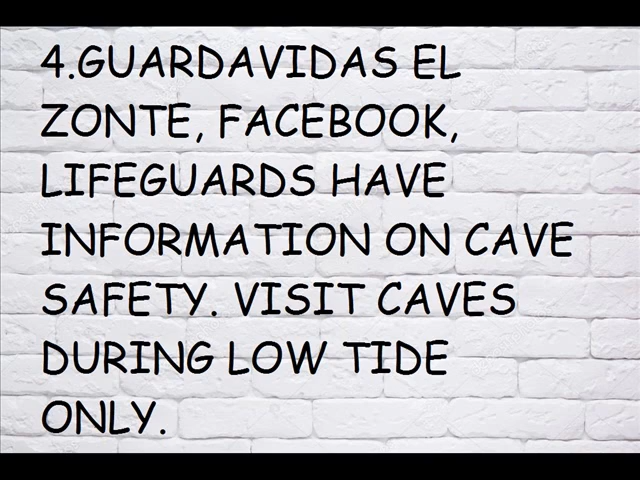 4.GUARDAVIDAS EL
ZONTE, FACEBOOK,
LIFEGUARDS HAVE
INFORMATION ON CAVE
SAFETY. VISIT CAVES
DURING LOW TIDE
ONLY.